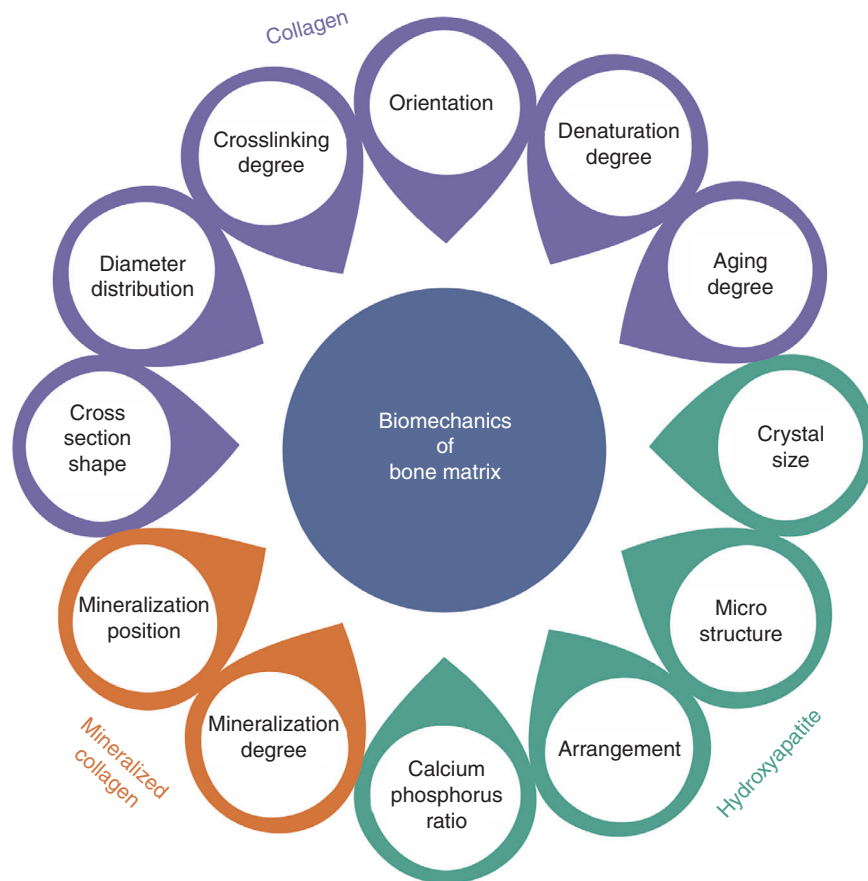 Collagen
Orientation
Denaturation
degree
Aging
degree
Crystal
size
Micro
structure
Arrangement
Hydroxyapatite
Calcium
phosphorus
ratio
Mineralization
degree
Mineralized
collagen
Mineralization
position
Cross
section
shape
Diameter
distribution
Crosslinking
degree
Biomechanics
of
bone matrix